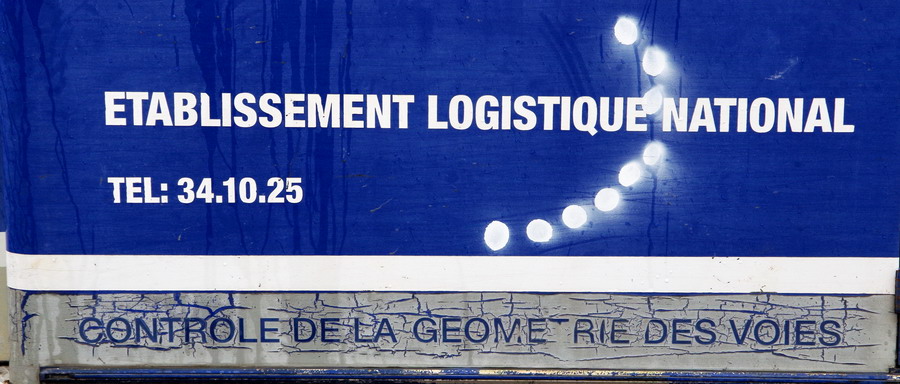 ETABLISSEMENT LOGISTIQUE NATIONAL
TEL: 34.10.25
CONTROLE DE LA GEOMETRIE DES VOIES